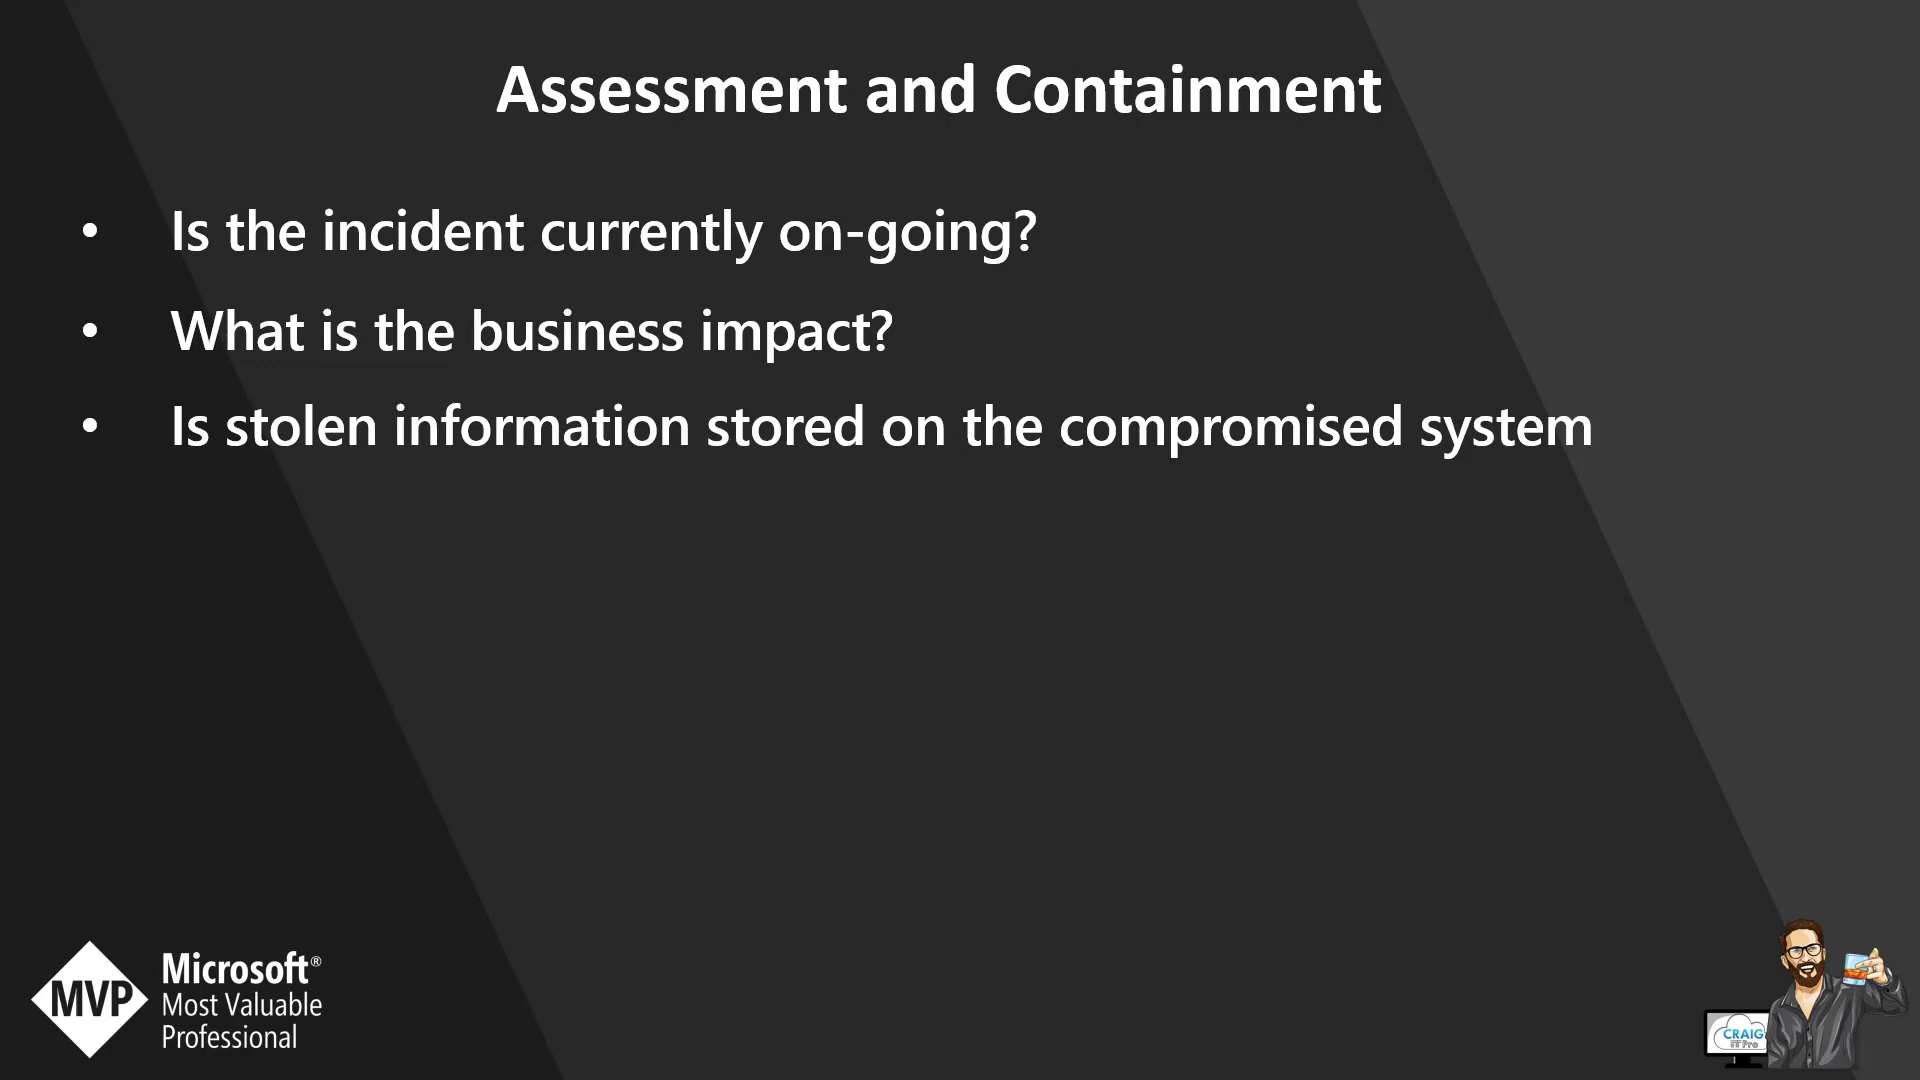 Assessment and Containment
• Is the incident currently on-going?
• What is the business impact?
• Is stolen information stored on the compromised system
MVP
Microsoft®
Most Valuable
Professional
CRAIG
IT Pro